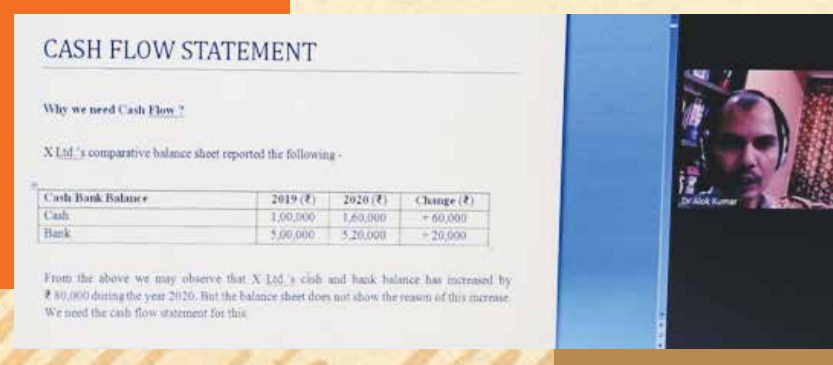 CASH FLOW STATEMENT
Why we need Cash Flow ?
X Ltd.'s comparative balance sheet reported the following -
Cash Bank Balance 2019 (₹) 2020 (₹) Change (₹)
Cash 1,00,000 1,60,000 + 60,000
Bank 5,00,000 5,20,000 + 20,000
From the above we may observe that X Ltd.'s cash and bank balance has increased by
₹ 80,000 during the year 2020. But the balance sheet does not show the reason of this increase.
We need the cash flow statement for this.
Dr Alok Kumar